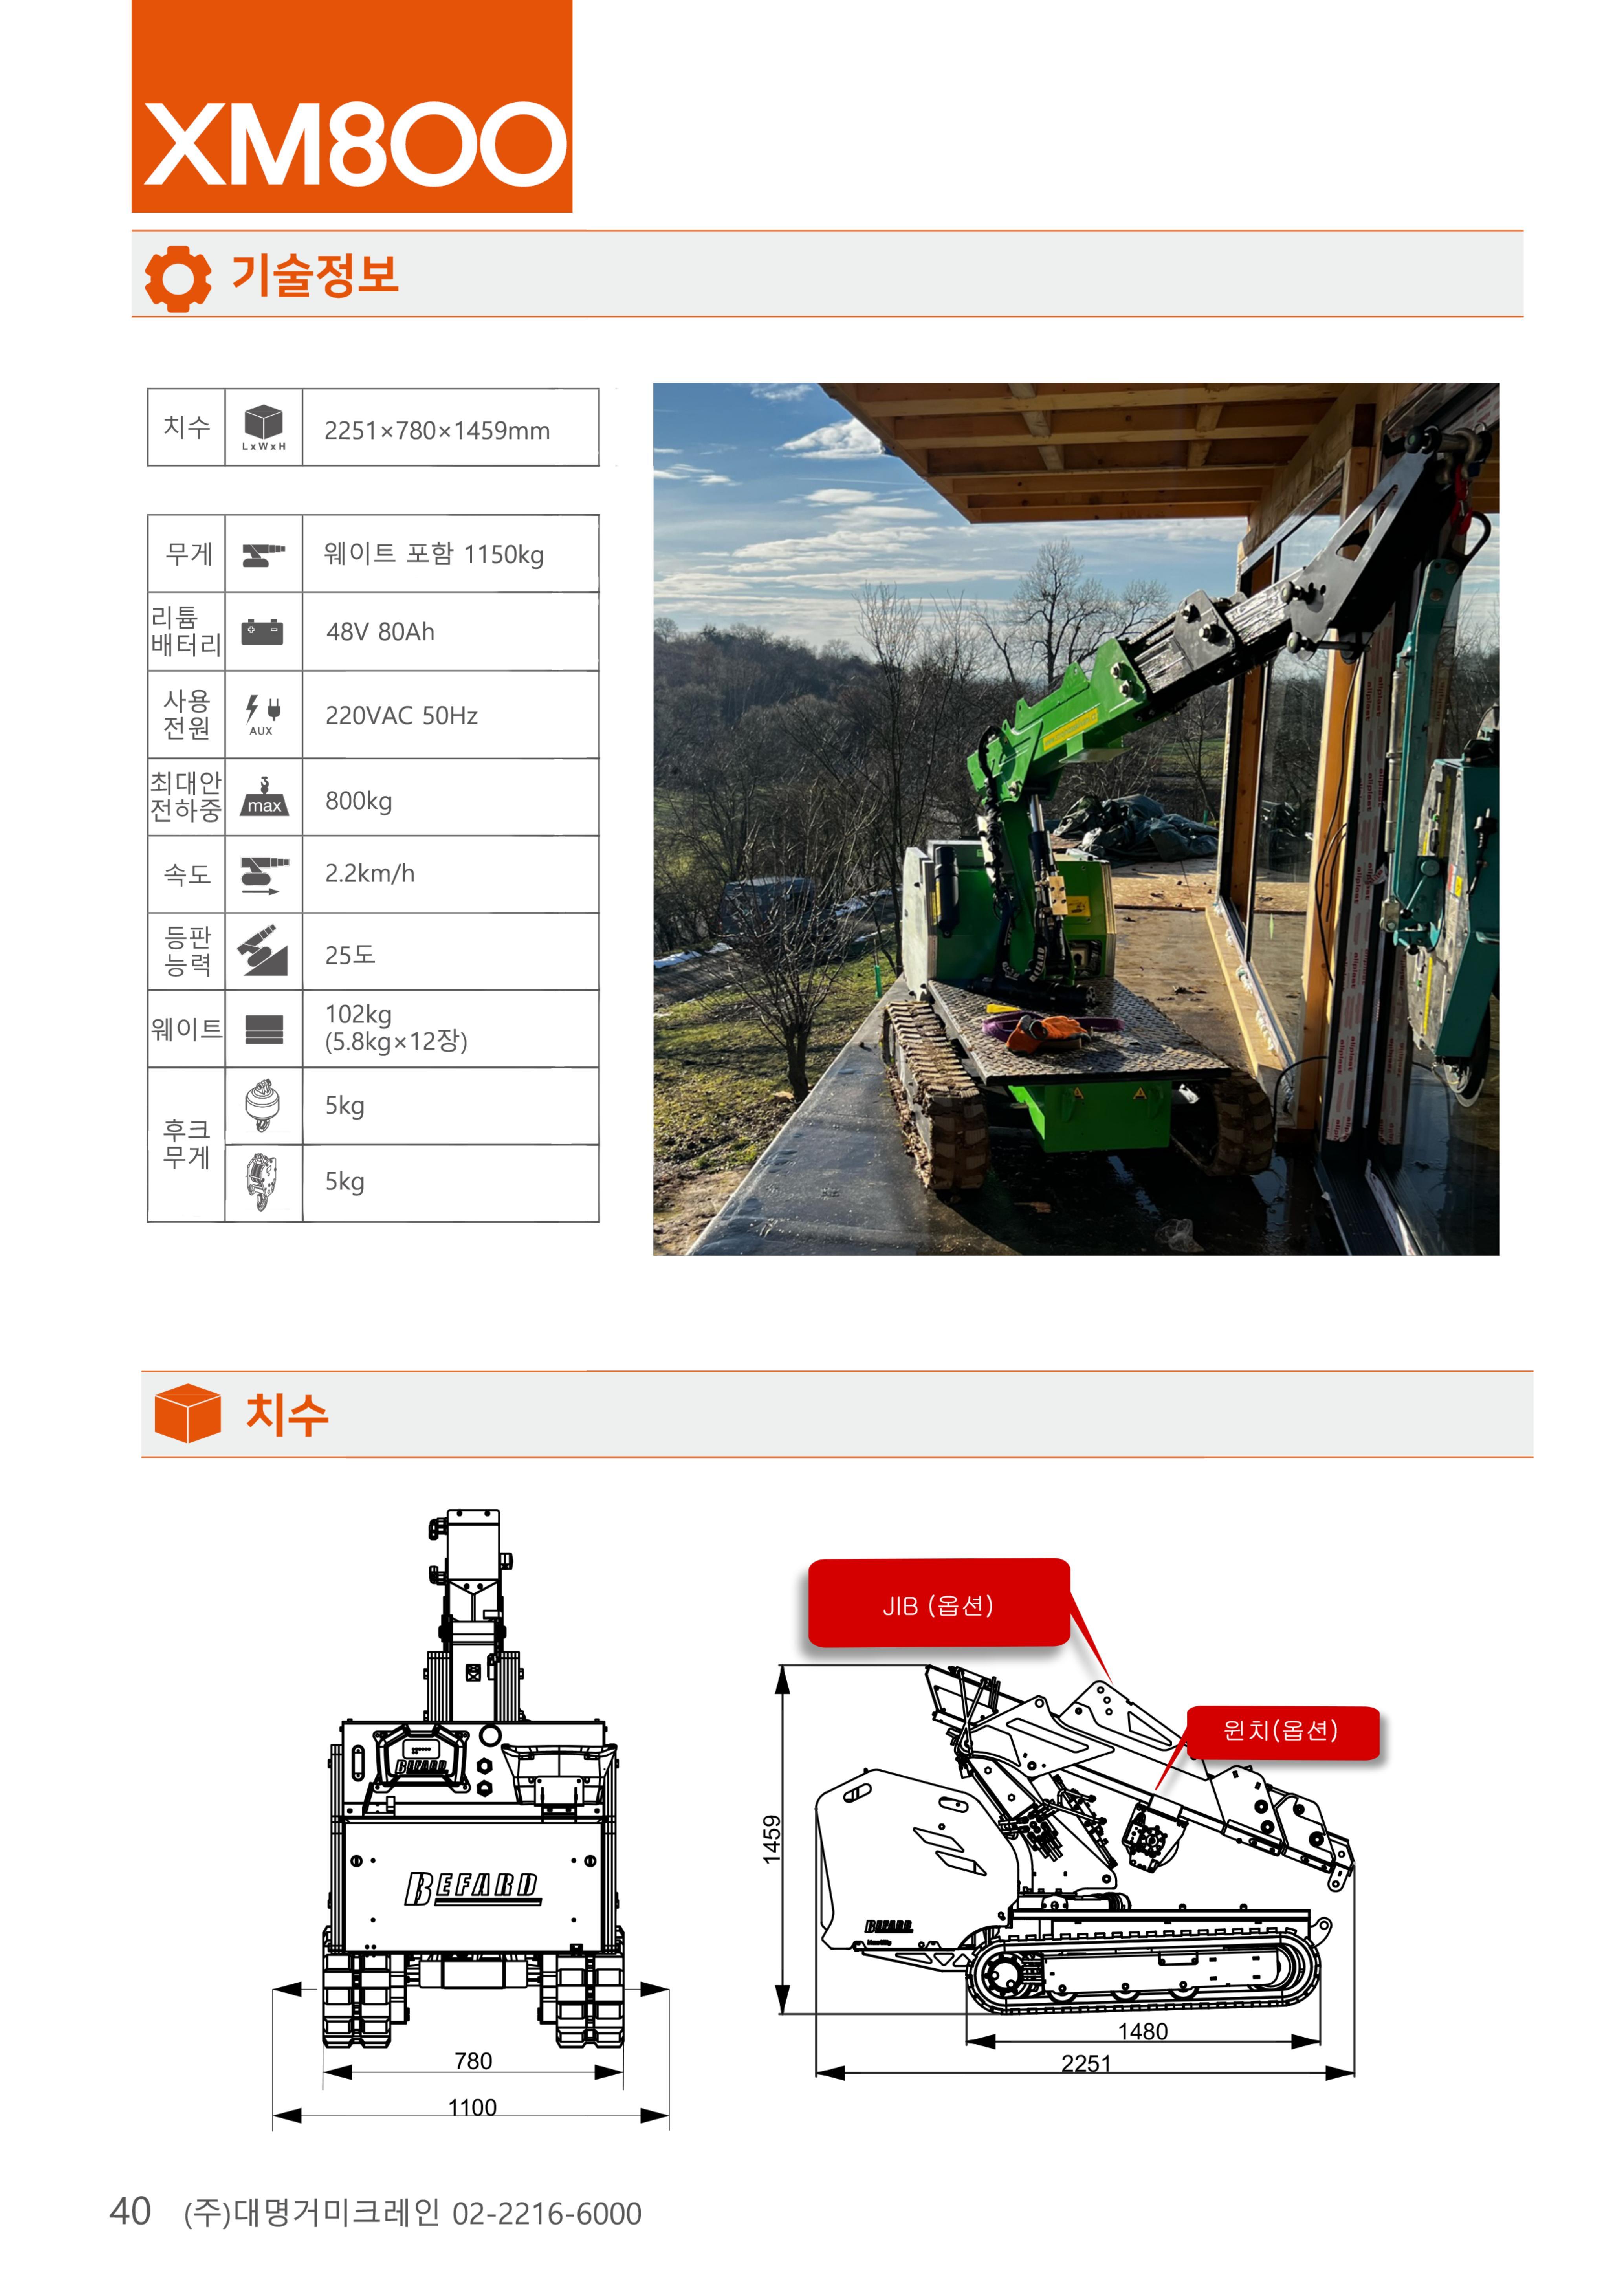 XM800
기술정보
치수
LxWxH
2251×780×1459mm
무게
웨이트 포함 1150kg
리튬
배터리
48V 80Ah
사용
전원
AUX
220VAC 50Hz
최대안
전하중
max
800kg
속도
2.2km/h
등판
능력
25도
웨이트
102kg
(5.8kg×12장)
후크
무게
5kg
5kg
BEFARD
치수
JIB (옵션)
윈치(옵션)
BEFARD
BEFARD
BEFARD
1459
780
1100
1480
2251
40 (주)대명거미크레인 02-2216-6000